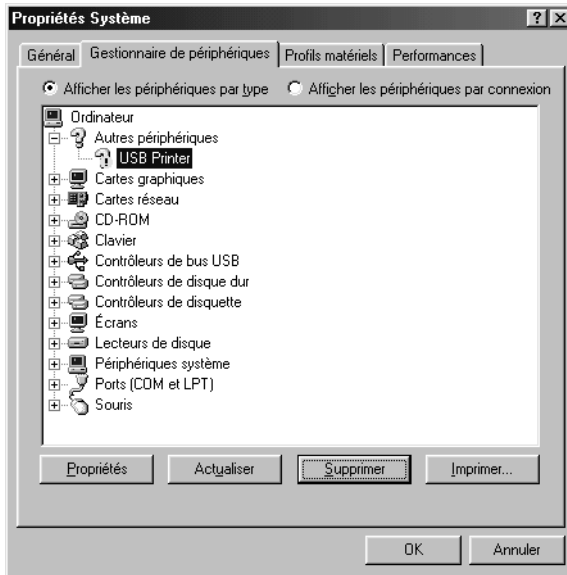 Propriétés Système
Général Gestionnaire de périphériques Profils matériels Performances
Afficher les périphériques par type Afficher les périphériques par connexion
Ordinateur
Autres périphériques
USB Printer
Cartes graphiques
Cartes réseau
CD-ROM
Clavier
Contrôleurs de bus USB
Contrôleurs de disque dur
Contrôleurs de disquette
Écrans
Lecteurs de disque
Périphériques système
Ports (COM et LPT)
Souris
Propriétés Actualiser Supprimer Imprimer...
OK Annuler